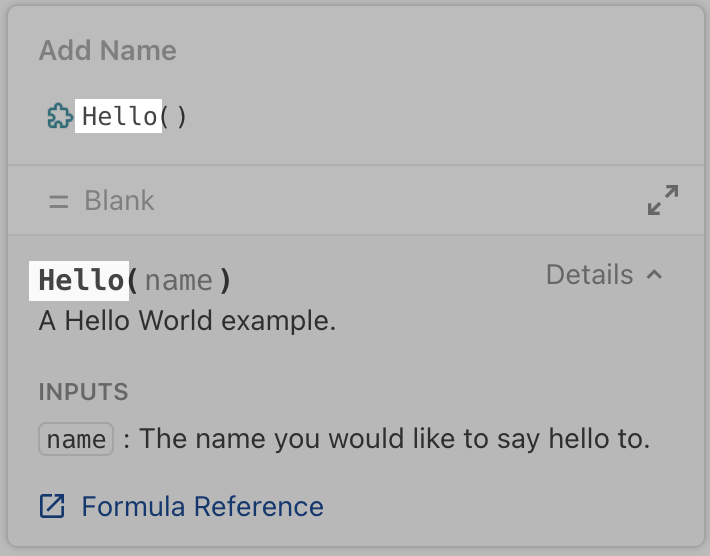 Add Name
Hello()
= Blank
Hello(name)
Details
A Hello World example.
INPUTS
name : The name you would like to say hello to.
Formula Reference